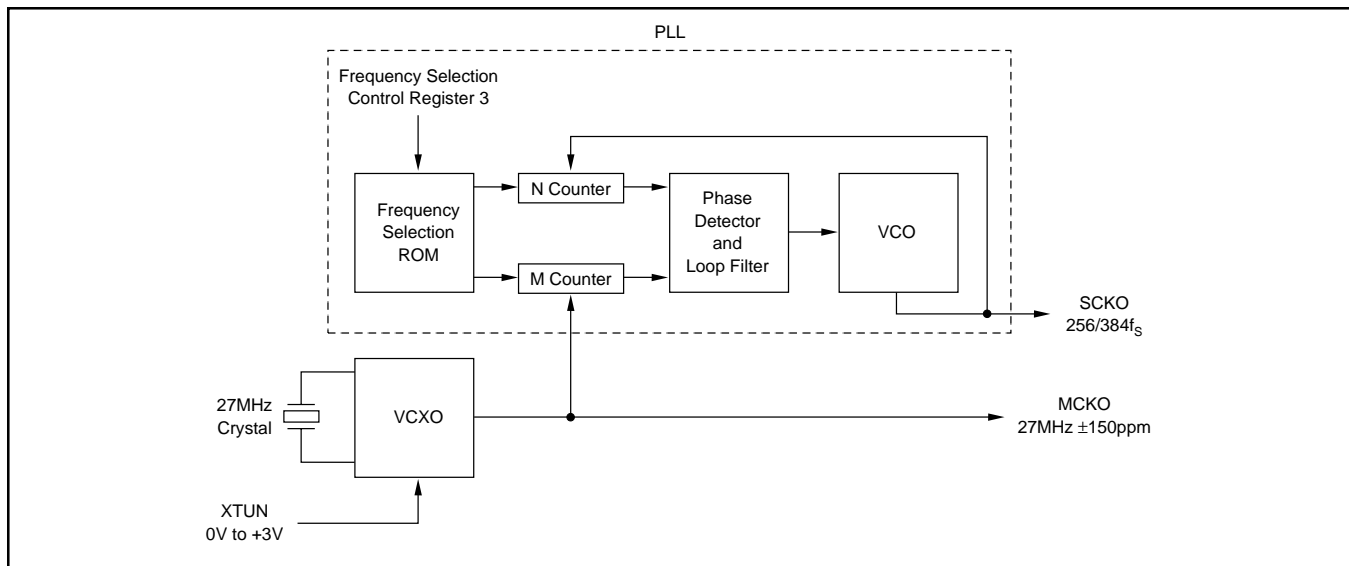 PLL
Frequency Selection
Control Register 3
Frequency
Selection
ROM
N Counter
M Counter
Phase
Detector
and
Loop Filter
VCO
SCKO
256/384fS
27MHz
Crystal
VCXO
MCKO
27MHz ±150ppm
XTUN
0V to +3V